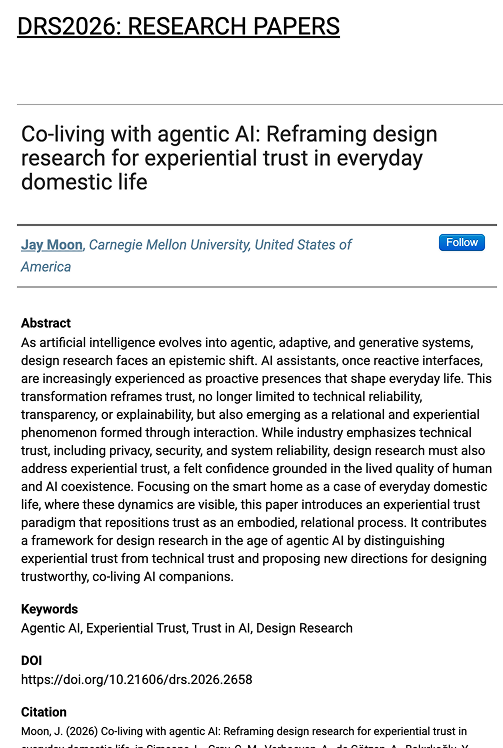 DRS2026: RESEARCH PAPERS
Co-living with agentic AI: Reframing design
research for experiential trust in everyday
domestic life
Jay Moon, Carnegie Mellon University, United States of
America
Follow
Abstract
As artificial intelligence evolves into agentic, adaptive, and generative systems,
design research faces an epistemic shift. AI assistants, once reactive interfaces,
are increasingly experienced as proactive presences that shape everyday life. This
transformation reframes trust, no longer limited to technical reliability,
transparency, or explainability, but also emerging as a relational and experiential
phenomenon formed through interaction. While industry emphasizes technical
trust, including privacy, security, and system reliability, design research must also
address experiential trust, a felt confidence grounded in the lived quality of human
and AI coexistence. Focusing on the smart home as a case of everyday domestic
life, where these dynamics are visible, this paper introduces an experiential trust
paradigm that repositions trust as an embodied, relational process. It contributes
a framework for design research in the age of agentic AI by distinguishing
experiential trust from technical trust and proposing new directions for designing
trustworthy, co-living AI companions.
Keywords
Agentic AI, Experiential Trust, Trust in AI, Design Research
DOI
https://doi.org/10.21606/drs.2026.2658
Citation
Moon, J. (2026) Co-living with agentic AI: Reframing design research for experiential trust in
everyday domestic life, in Simeone, L., Gray, C. M., Verhoeven, A., de Götzen, A., Bakırkoğlu, Y.